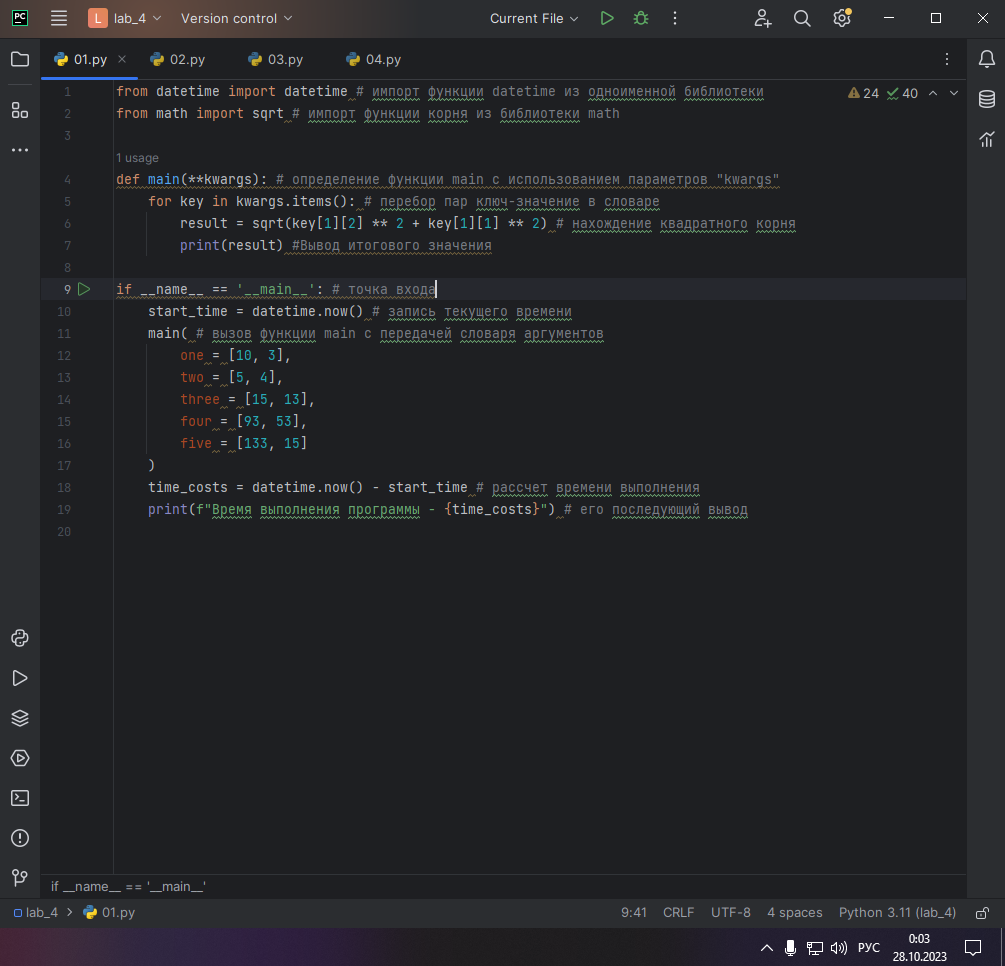 PC L lab_4 Version control Current File
01.py 02.py 03.py 04.py
24 40
1 from datetime import datetime # импорт функции datetime из одноименной библиотеки
2 from math import sqrt # импорт функции корня из библиотеки math
3
1 usage
4 def main(**kwargs): # определение функции main с использованием параметров "kwargs"
5 for key in kwargs.items(): # перебор пар ключ-значение в словаре
6 result = sqrt(key[1][2] ** 2 + key[1][1] ** 2) # нахождение квадратного корня
7 print(result) #Вывод итогового значения
8
9 if __name__ == '__main__': # точка входа
10 start_time = datetime.now() # запись текущего времени
11 main( # вызов функции main с передачей словаря аргументов
12 one = [10, 3],
13 two = [5, 4],
14 three = [15, 13],
15 four = [93, 53],
16 five = [133, 15]
17 )
18 time_costs = datetime.now() - start_time # рассчет времени выполнения
19 print(f"Время выполнения программы - {time_costs}") # его последующий вывод
20
if __name__ == '__main__'
lab_4 01.py 9:41 CRLF UTF-8 4 spaces Python 3.11 (lab_4)
РУС 0:03
28.10.2023